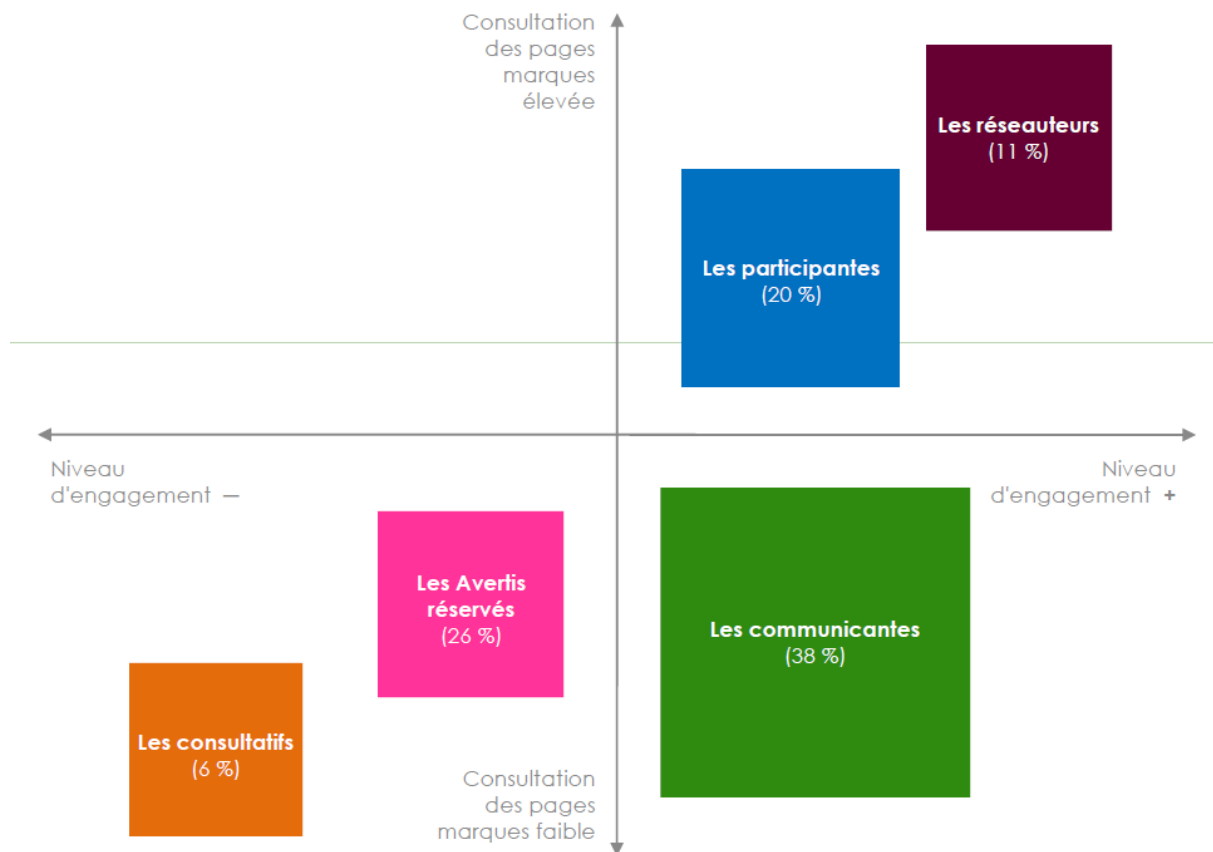 Consultation
des pages
marques
élevée
Les réseauteurs
(11 %)
Les participantes
(20 %)
Niveau
d'engagement —
Niveau
d'engagement +
Les Avertis
réservés
(26 %)
Les communicantes
(38 %)
Les consultatifs
(6 %)
Consultation
des pages
marques faible